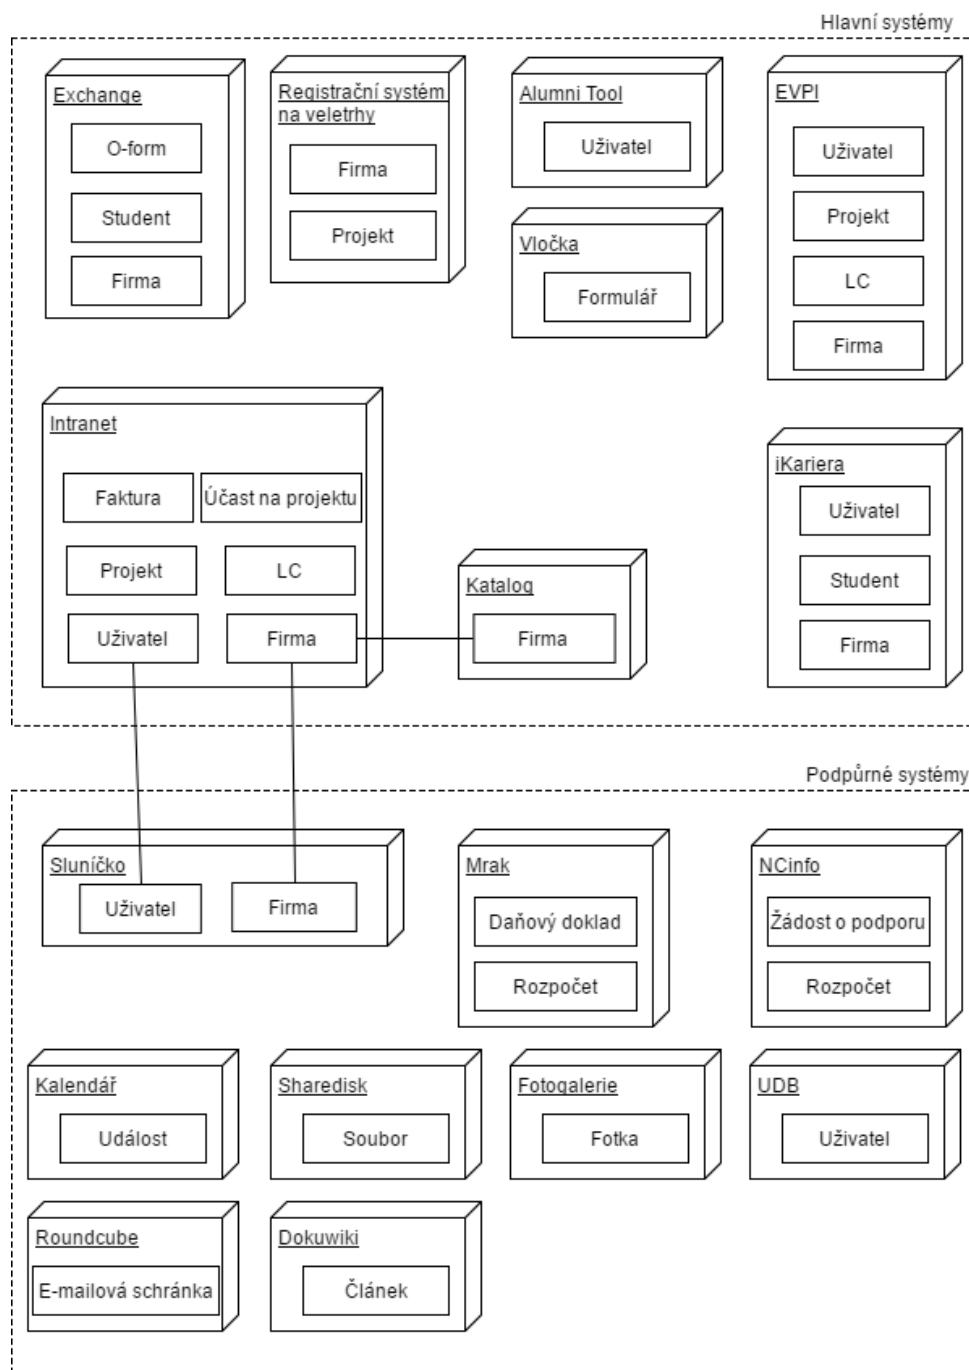 Hlavní systémy
Exchange
O-form
Student
Firma
Registrační systém
na veletrhy
Firma
Projekt
Alumni Tool
Uživatel
Vločka
Formulář
EVPI
Uživatel
Projekt
LC
Firma
Intranet
Faktura
Účast na projektu
Projekt
LC
Uživatel
Firma
Katalog
Firma
iKariera
Uživatel
Student
Firma
Podpůrné systémy
Sluníčko
Uživatel
Firma
Mrak
Daňový doklad
Rozpočet
NCinfo
Žádost o podporu
Rozpočet
Kalendář
Událost
Sharedisk
Soubor
Fotogalerie
Fotka
UDB
Uživatel
Roundcube
E-mailová schránka
Dokuwiki
Článek